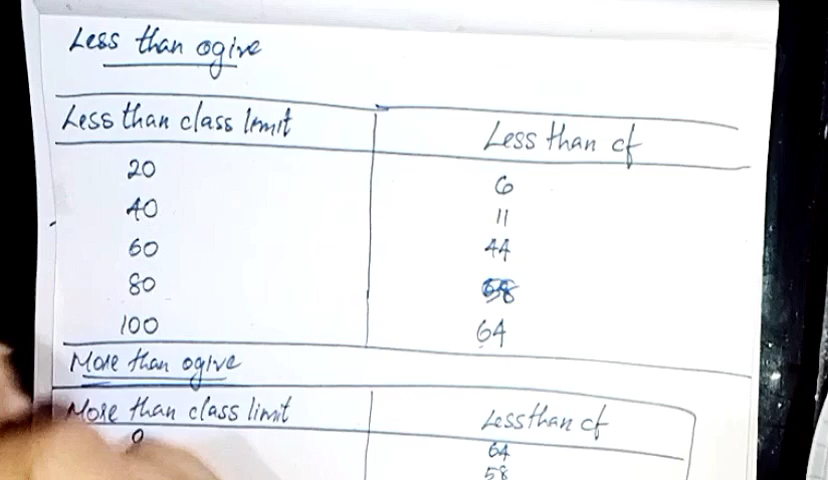 Less than ogive
Less than class limit Less than cf
20 6
40 11
60 44
80 58
100 64
More than ogive
More than class limit Less than cf
0 64
58